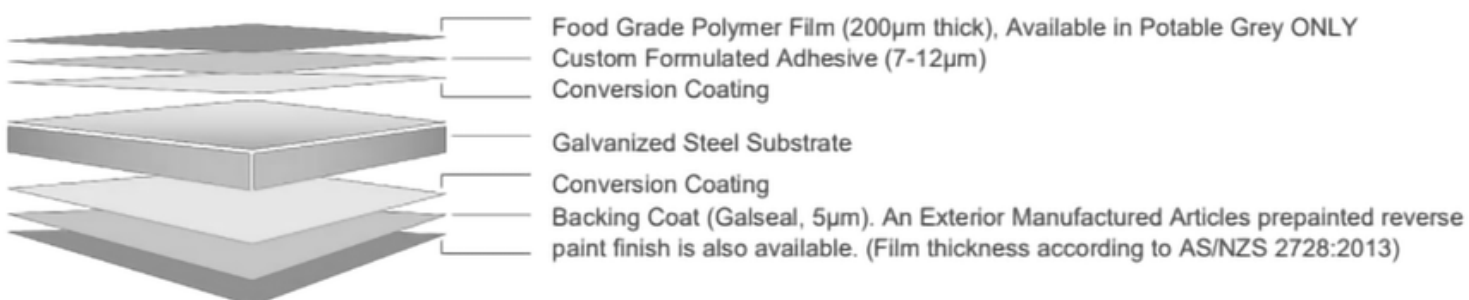 Food Grade Polymer Film (200µm thick), Available in Potable Grey ONLY
Custom Formulated Adhesive (7-12µm)
Conversion Coating
Galvanized Steel Substrate
Conversion Coating
Backing Coat (Galseal, 5µm). An Exterior Manufactured Articles prepainted reverse
paint finish is also available. (Film thickness according to AS/NZS 2728:2013)